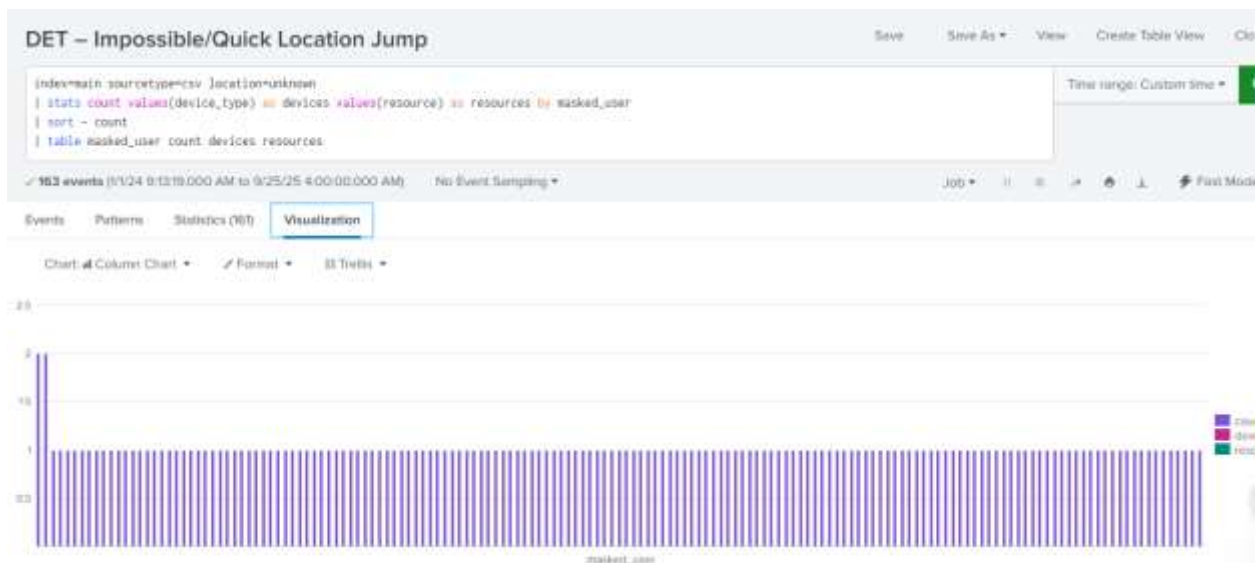 DET – Impossible/Quick Location Jump
Save Save As View Create Table View Clo
index=main sourcetype=csv location=unknown
| stats count values(device_type) as devices values(resource) as resources by masked_user
| sort - count
| table masked_user count devices resources
Time range: Custom time
✓ 163 events (1/1/24 9:13:19.000 AM to 9/25/25 4:00:00.000 AM) No Event Sampling
Job Fast Mode
Events Patterns Statistics (161) Visualization
Chart: Column Chart Format Trellis
2.5
2
1.5
1
0.5
masked_user